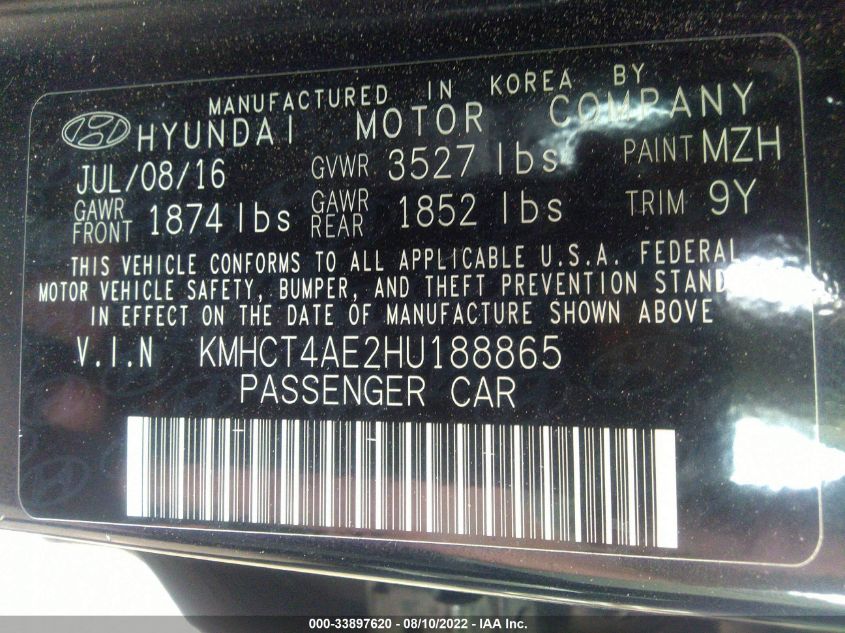 MANUFACTURED IN KOREA BY
HYUNDAI MOTOR COMPANY
JUL/08/16 GVWR 3527 lbs PAINT MZH
GAWR FRONT 1874 lbs GAWR REAR 1852 lbs TRIM 9Y
THIS VEHICLE CONFORMS TO ALL APPLICABLE U.S.A. FEDERAL
MOTOR VEHICLE SAFETY, BUMPER, AND THEFT PREVENTION
IN EFFECT ON THE DATE OF MANUFACTURE SHOWN ABOVE
V.I.N KMHCT4AE2HU188865
PASSENGER CAR
000-33897620 - 08/10/2022 - IAA Inc.